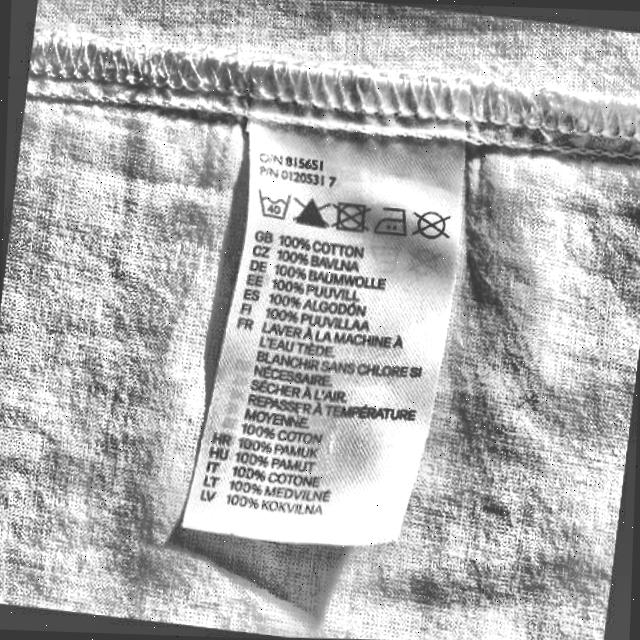 O/N 815651
P/N 0120531 7
40
GB 100% COTTON
CZ 100% BAVLNA
DE 100% BAUMWOLLE
EE 100% PUUVILL
ES 100% ALGODÓN
FI 100% PUUVILLAA
FR LAVER À LA MACHINE À
L'EAU TIÈDE.
BLANCHIR SANS CHLORE SI
NÉCESSAIRE.
SÉCHER À L'AIR.
REPASSER À TEMPÉRATURE
MOYENNE.
100% COTON
HR 100% PAMUK
HU 100% PAMUT
IT 100% COTONE
LT 100% MEDVILNĖ
LV 100% KOKVILNA